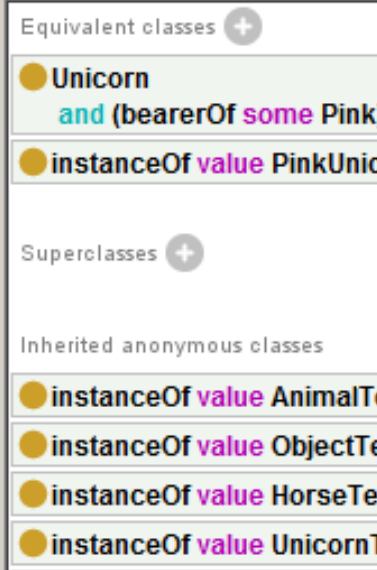 Equivalent classes
Unicorn
and (bearerOf some Pink
instanceOf value PinkUnic
Superclasses
Inherited anonymous classes
instanceOf value AnimalTe
instanceOf value ObjectTe
instanceOf value HorseTe
instanceOf value UnicornT